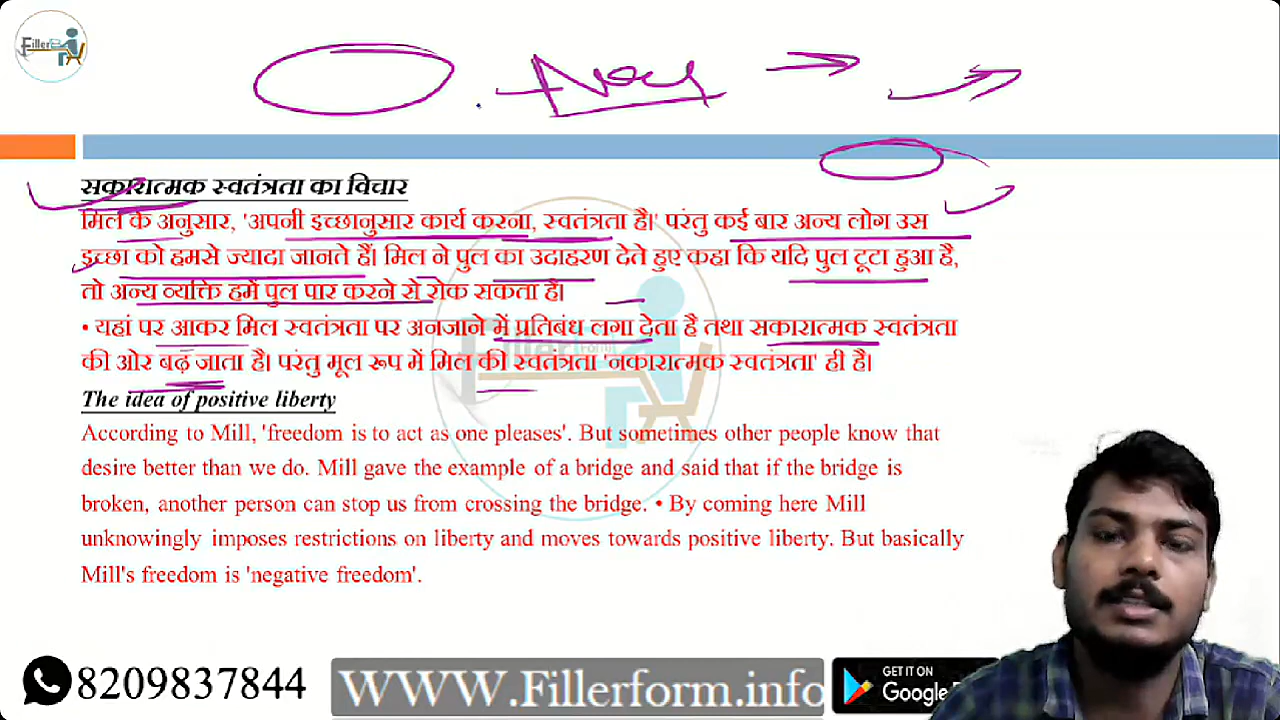 Filler
सकारात्मक स्वतंत्रता का विचार
मिल के अनुसार, 'अपनी इच्छानुसार कार्य करना, स्वतंत्रता है।' परंतु कई बार अन्य लोग उस
इच्छा को हमसे ज्यादा जानते हैं। मिल ने पुल का उदाहरण देते हुए कहा कि यदि पुल टूटा हुआ है,
तो अन्य व्यक्ति हमें पुल पार करने से रोक सकता है।
• यहां पर आकर मिल स्वतंत्रता पर अनजाने में प्रतिबंध लगा देता है तथा सकारात्मक स्वतंत्रता
की ओर बढ़ जाता है। परंतु मूल रूप में मिल की स्वतंत्रता 'नकारात्मक स्वतंत्रता' ही है।
The idea of positive liberty
According to Mill, 'freedom is to act as one pleases'. But sometimes other people know that
desire better than we do. Mill gave the example of a bridge and said that if the bridge is
broken, another person can stop us from crossing the bridge. • By coming here Mill
unknowingly imposes restrictions on liberty and moves towards positive liberty. But basically
Mill's freedom is 'negative freedom'.
8209837844
WWW.Fillerform.info
GET IT ON
Google